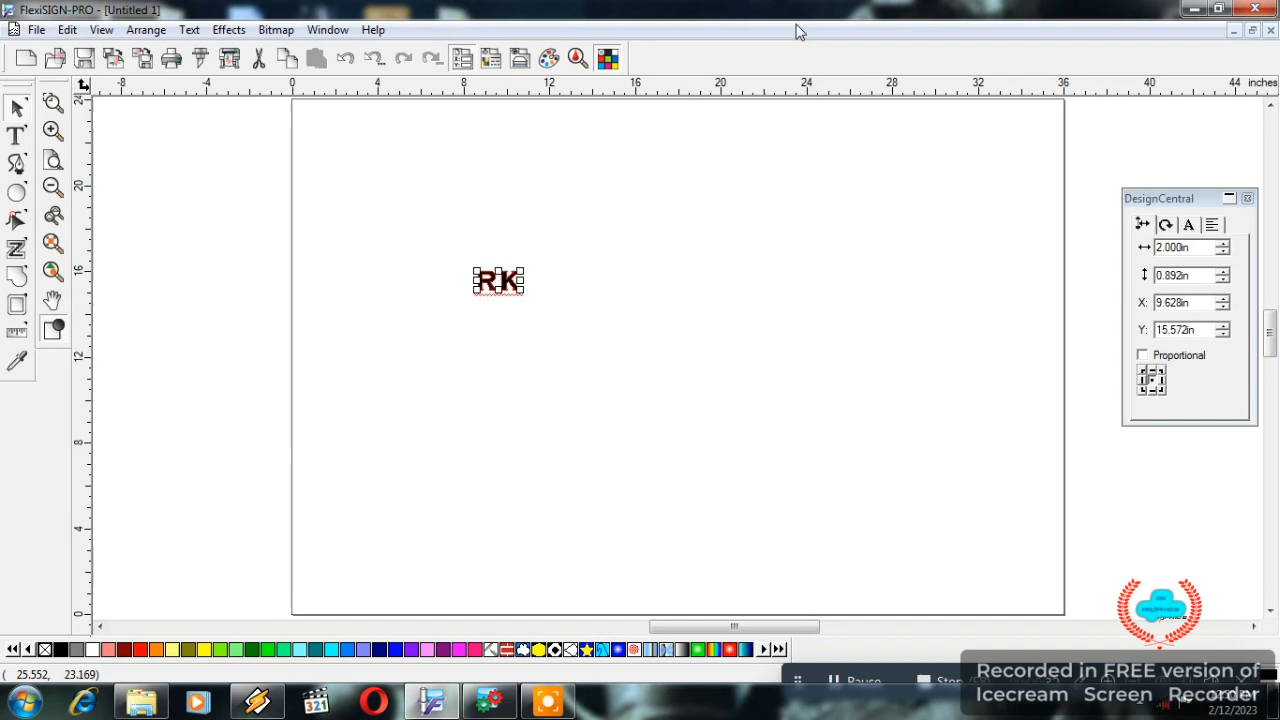 FlexiSIGN-PRO - [Untitled 1]
File Edit View Arrange Text Effects Bitmap Window Help
-8 -4 0 4 8 12 16 20 24 28 32 36 40 44 inches
24
20
16
12
8
4
0
RK
DesignCentral
2.000in
0.892in
X: 9.628in
Y: 15.572in
Proportional
25.552, 23.169
Pause
Recorded in FREE version of
Icecream Screen Recorder
321
2/12/2023